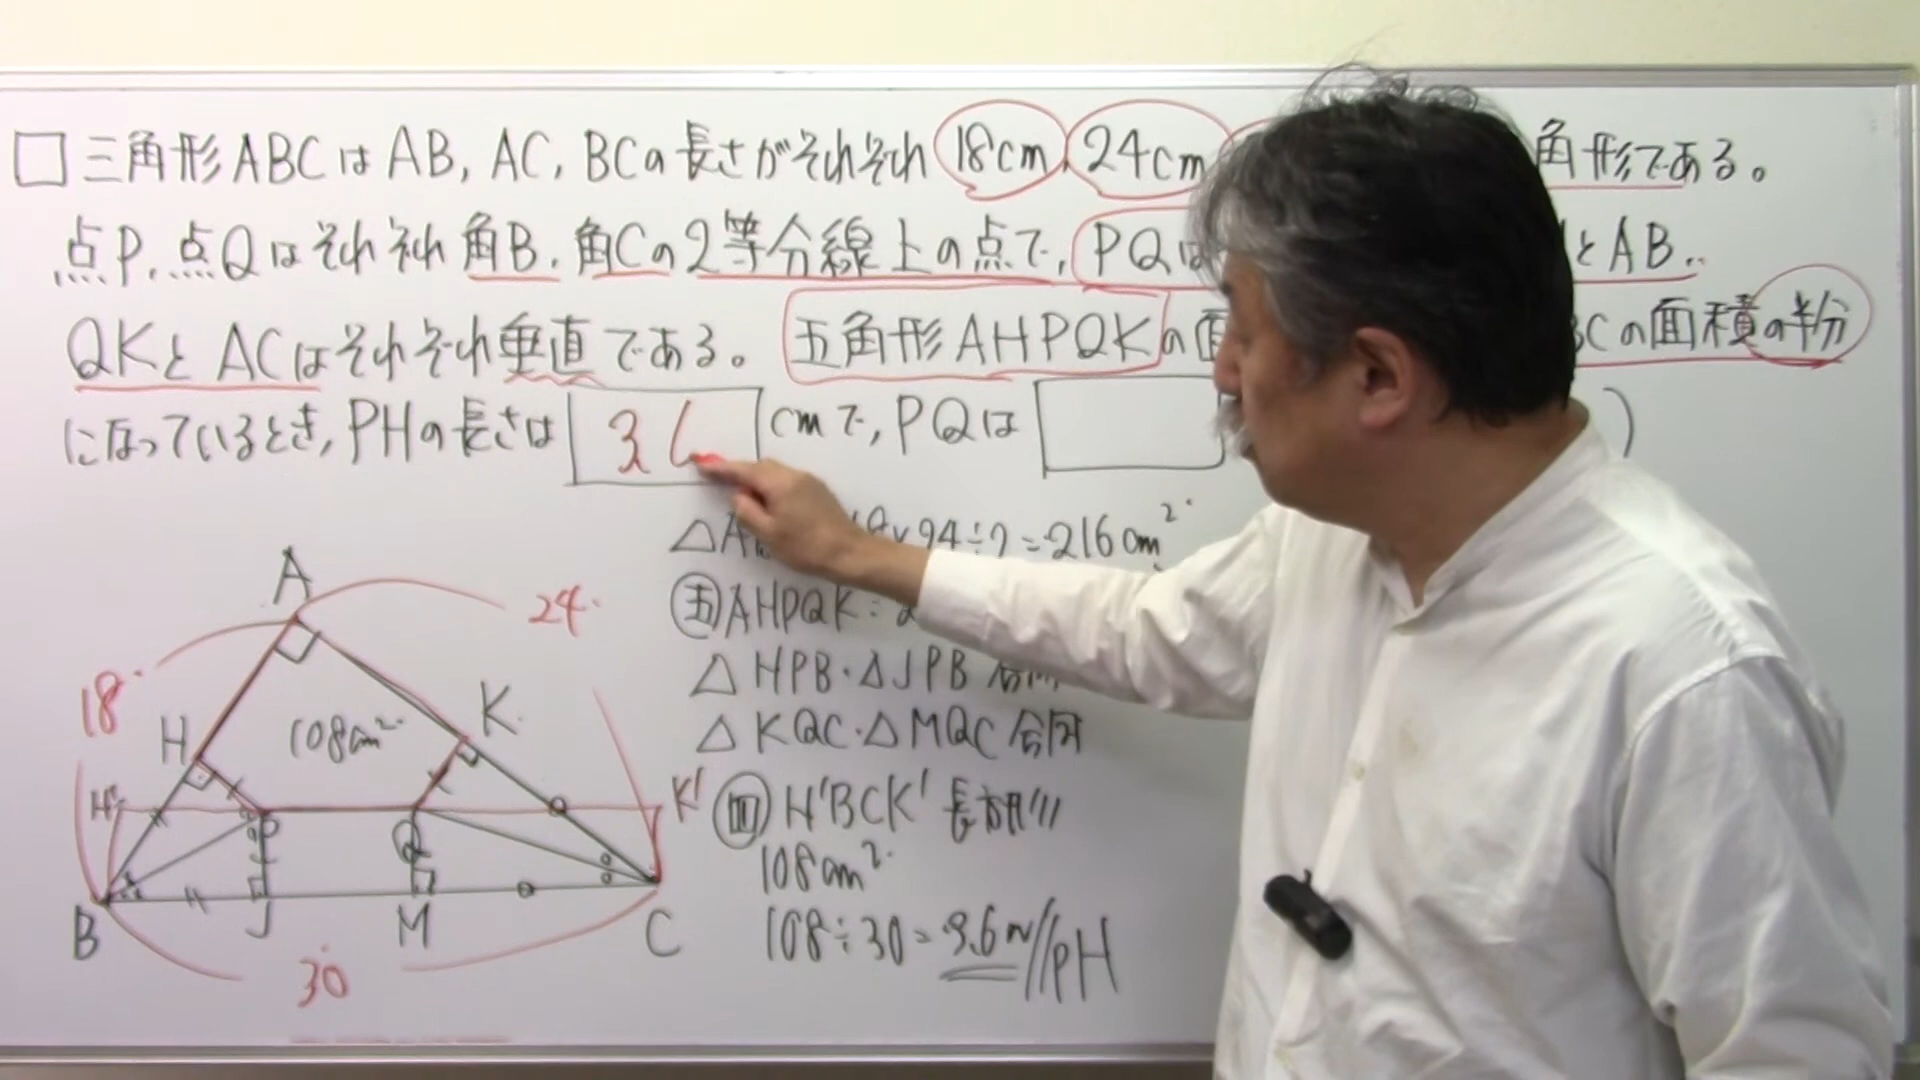 □三角形ABCはAB, AC, BCの長さがそれぞれ18cm, 24cm 角形である。
点P, 点Qはそれぞれ角B, 角Cの2等分線上の点で, PQは とAB,
QKとACはそれぞれ垂直である。五角形AHPQKの面 BCの面積の半分
になっているとき, PHの長さは 3.6 cmで, PQは )
24÷2=216cm²
五AHPQK=
△HPB・△JPB 合同
△KQC・△MQC 合同
四H'BCK' 長方形
108cm²
108÷30=3.6 PH
A
24
18
H
108cm²
K
H'
P
Q
K'
B
J
M
C
30